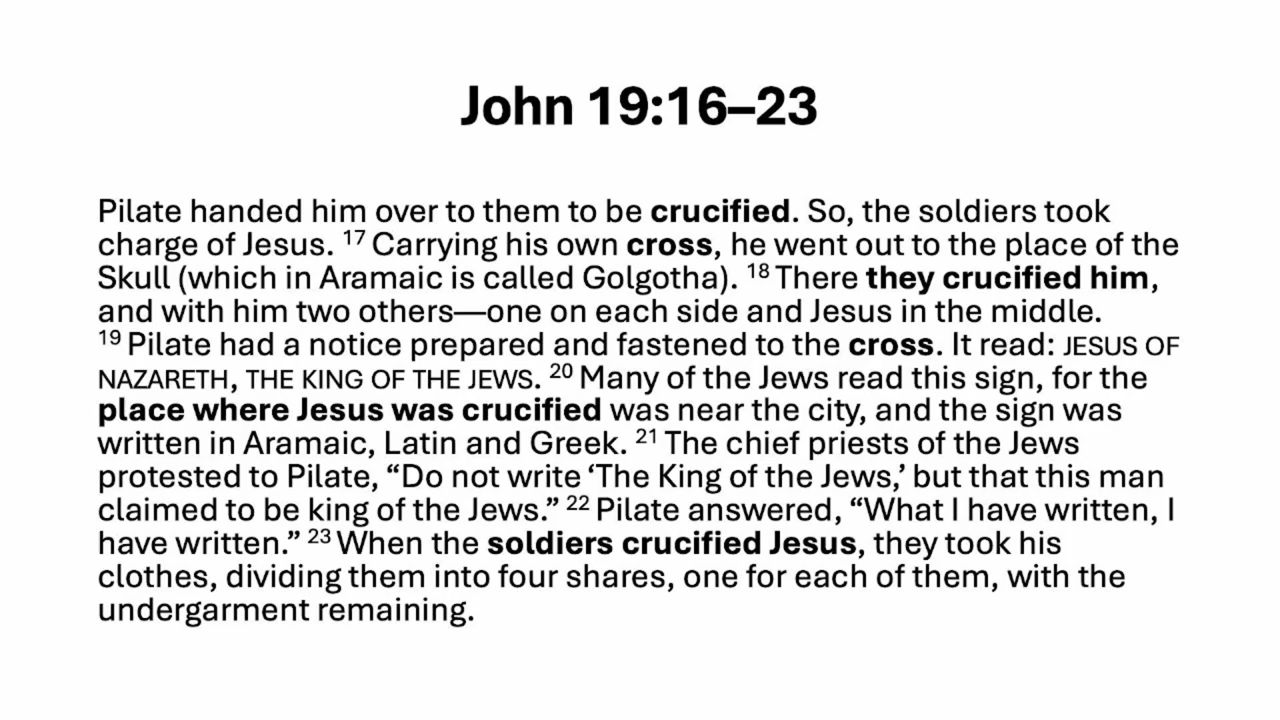 John 19:16–23
Pilate handed him over to them to be crucified. So, the soldiers took
charge of Jesus. 17 Carrying his own cross, he went out to the place of the
Skull (which in Aramaic is called Golgotha). 18 There they crucified him,
and with him two others—one on each side and Jesus in the middle.
19 Pilate had a notice prepared and fastened to the cross. It read: JESUS OF
NAZARETH, THE KING OF THE JEWS. 20 Many of the Jews read this sign, for the
place where Jesus was crucified was near the city, and the sign was
written in Aramaic, Latin and Greek. 21 The chief priests of the Jews
protested to Pilate, “Do not write ‘The King of the Jews,’ but that this man
claimed to be king of the Jews.” 22 Pilate answered, “What I have written, I
have written.” 23 When the soldiers crucified Jesus, they took his
clothes, dividing them into four shares, one for each of them, with the
undergarment remaining.